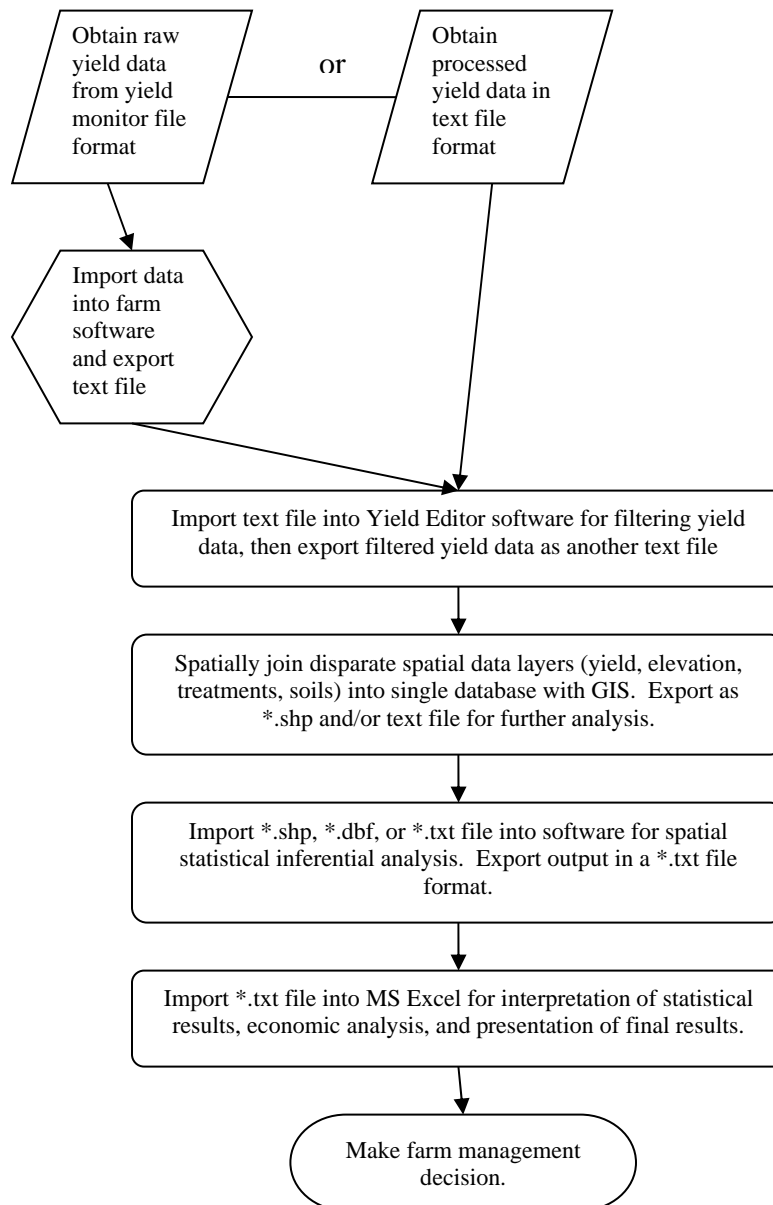 Obtain raw
yield data
from yield
monitor file
format
or
Obtain
processed
yield data in
text file
format
Import data
into farm
software
and export
text file
Import text file into Yield Editor software for filtering yield
data, then export filtered yield data as another text file
Spatially join disparate spatial data layers (yield, elevation,
treatments, soils) into single database with GIS.  Export as
*.shp and/or text file for further analysis.
Import *.shp, *.dbf, or *.txt file into software for spatial
statistical inferential analysis.  Export output in a *.txt file
format.
Import *.txt file into MS Excel for interpretation of statistical
results, economic analysis, and presentation of final results.
Make farm management
decision.